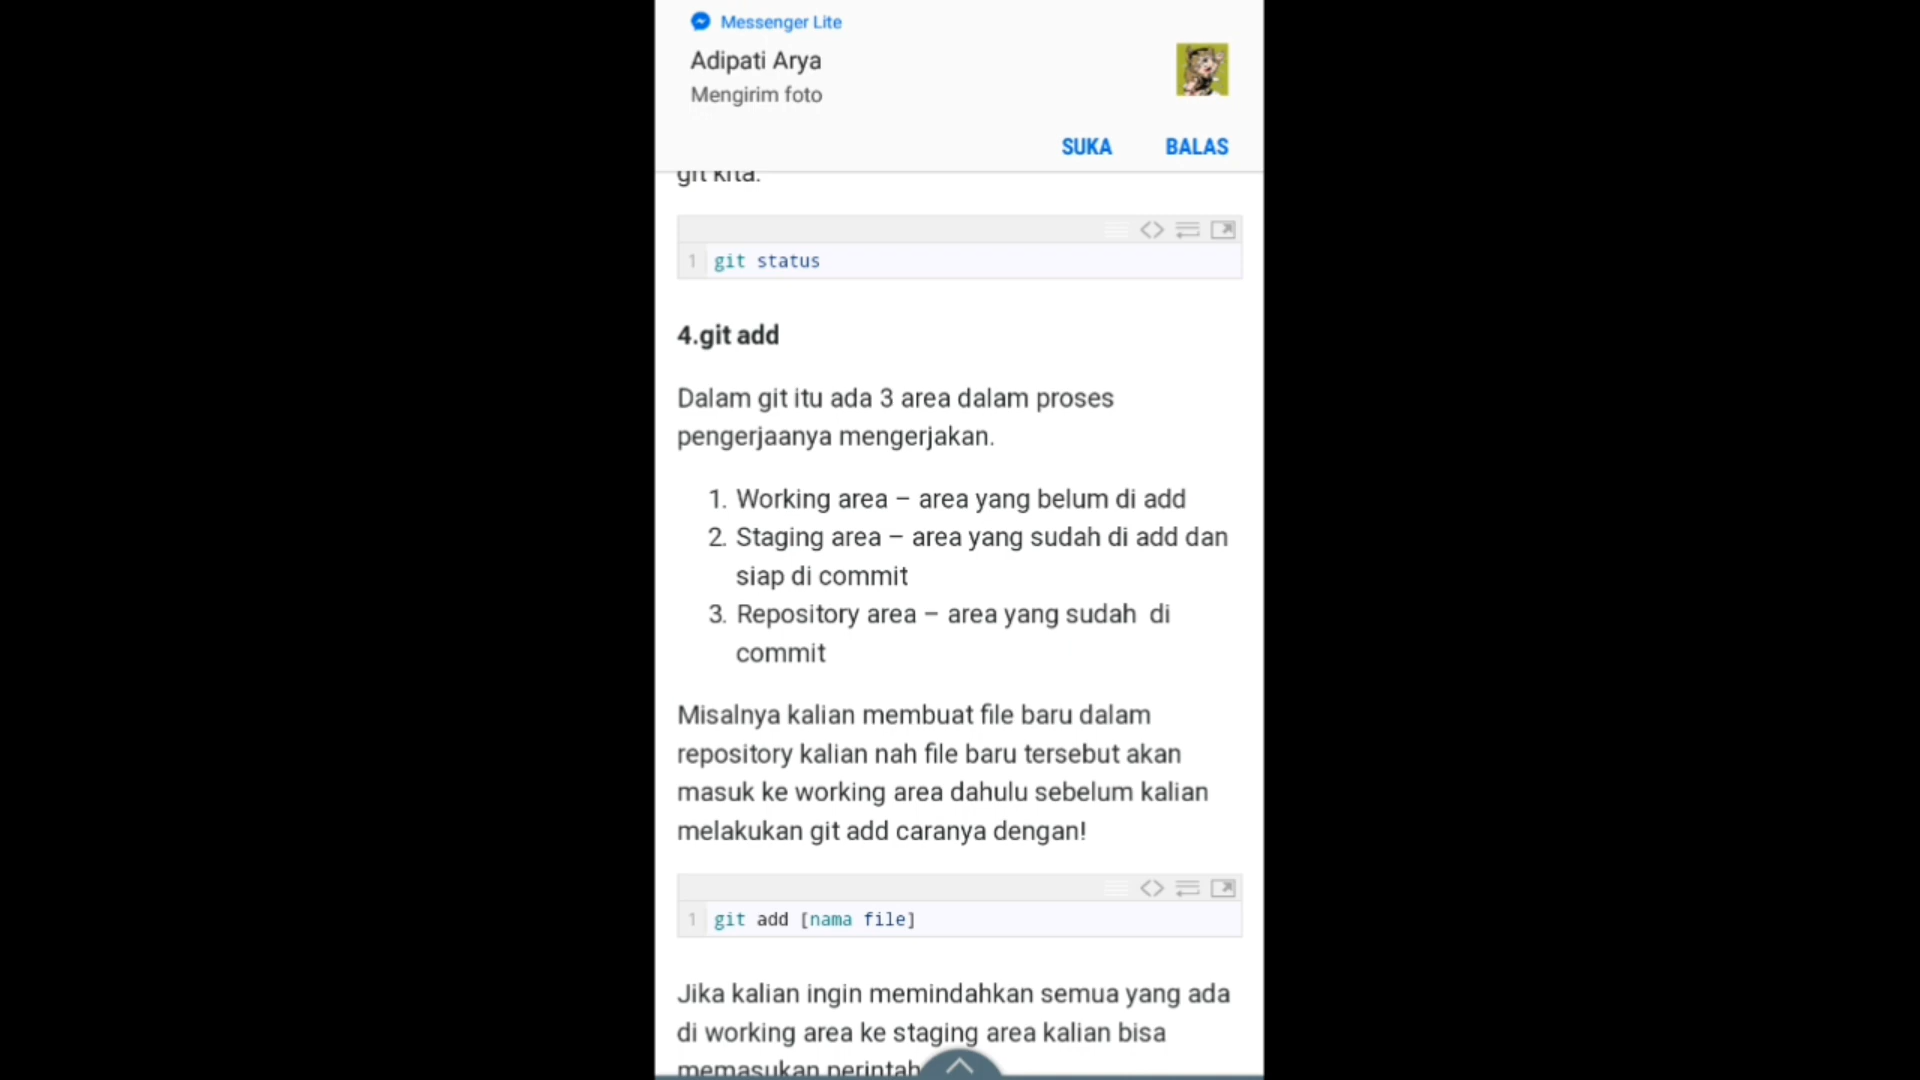 Messenger Lite
Adipati Arya
Mengirim foto
SUKA BALAS
git kita.
1 git status
4.git add
Dalam git itu ada 3 area dalam proses
pengerjaanya mengerjakan.
1. Working area – area yang belum di add
2. Staging area – area yang sudah di add dan
siap di commit
3. Repository area – area yang sudah di
commit
Misalnya kalian membuat file baru dalam
repository kalian nah file baru tersebut akan
masuk ke working area dahulu sebelum kalian
melakukan git add caranya dengan!
1 git add [nama file]
Jika kalian ingin memindahkan semua yang ada
di working area ke staging area kalian bisa
memasukan perintah